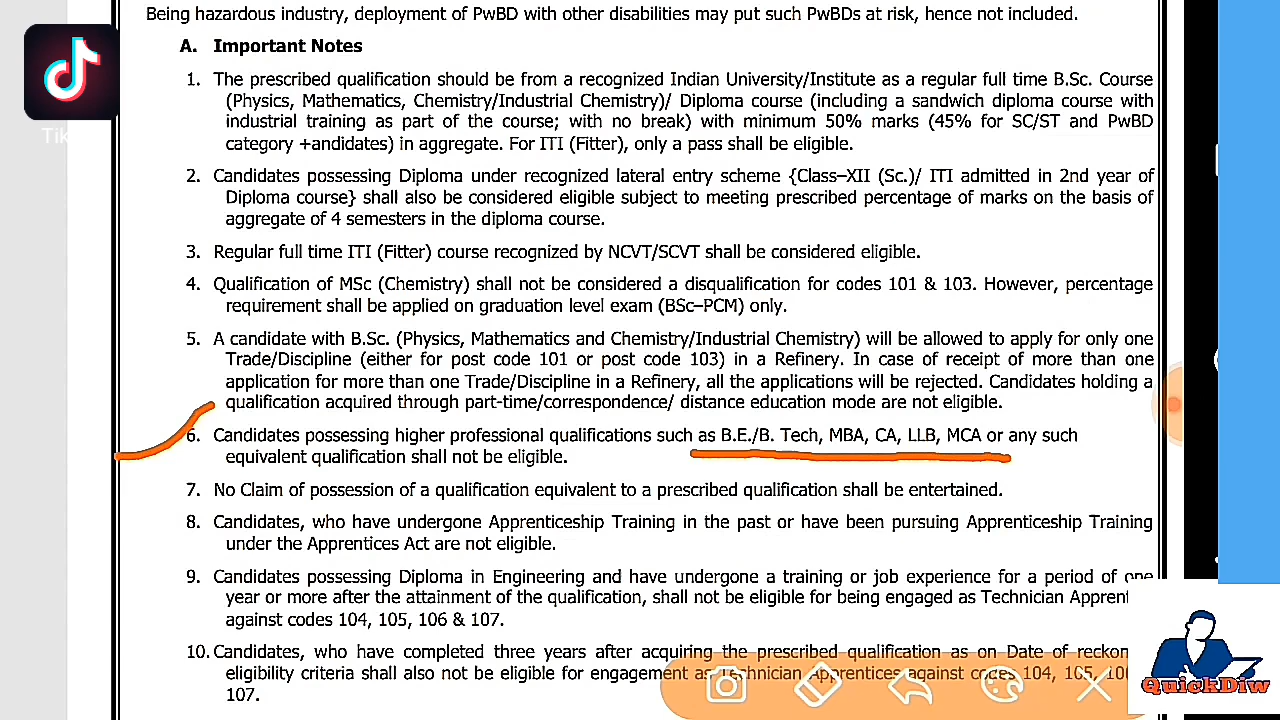 Being hazardous industry, deployment of PwBD with other disabilities may put such PwBDs at risk, hence not included.
A. Important Notes
1. The prescribed qualification should be from a recognized Indian University/Institute as a regular full time B.Sc. Course
(Physics, Mathematics, Chemistry/Industrial Chemistry)/ Diploma course (including a sandwich diploma course with
industrial training as part of the course; with no break) with minimum 50% marks (45% for SC/ST and PwBD
category +andidates) in aggregate. For ITI (Fitter), only a pass shall be eligible.
2. Candidates possessing Diploma under recognized lateral entry scheme {Class–XII (Sc.)/ ITI admitted in 2nd year of
Diploma course} shall also be considered eligible subject to meeting prescribed percentage of marks on the basis of
aggregate of 4 semesters in the diploma course.
3. Regular full time ITI (Fitter) course recognized by NCVT/SCVT shall be considered eligible.
4. Qualification of MSc (Chemistry) shall not be considered a disqualification for codes 101 & 103. However, percentage
requirement shall be applied on graduation level exam (BSc–PCM) only.
5. A candidate with B.Sc. (Physics, Mathematics and Chemistry/Industrial Chemistry) will be allowed to apply for only one
Trade/Discipline (either for post code 101 or post code 103) in a Refinery. In case of receipt of more than one
application for more than one Trade/Discipline in a Refinery, all the applications will be rejected. Candidates holding a
qualification acquired through part-time/correspondence/ distance education mode are not eligible.
6. Candidates possessing higher professional qualifications such as B.E./B. Tech, MBA, CA, LLB, MCA or any such
equivalent qualification shall not be eligible.
7. No Claim of possession of a qualification equivalent to a prescribed qualification shall be entertained.
8. Candidates, who have undergone Apprenticeship Training in the past or have been pursuing Apprenticeship Training
under the Apprentices Act are not eligible.
9. Candidates possessing Diploma in Engineering and have undergone a training or job experience for a period of one
year or more after the attainment of the qualification, shall not be eligible for being engaged as Technician Apprent
against codes 104, 105, 106 & 107.
10. Candidates, who have completed three years after acquiring the prescribed qualification as on Date of reckon
eligibility criteria shall also not be eligible for engagement as Technician Apprentices against codes 104, 105,
107.
Tik
QuickDiw